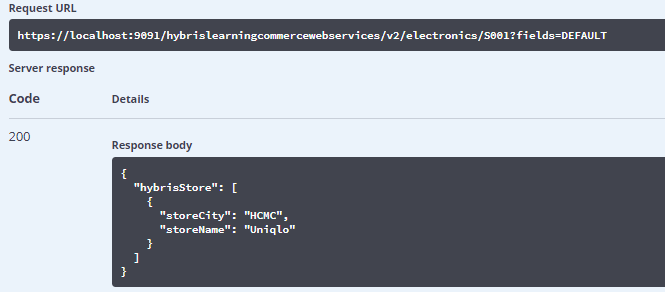 Request URL
https://localhost:9091/hybrislearningcommercewebservices/v2/electronics/S001?fields=DEFAULT
Server response
Code Details
200
Response body
{
"hybrisStore": [
{
"storeCity": "HCMC",
"storeName": "Uniqlo"
}
]
}